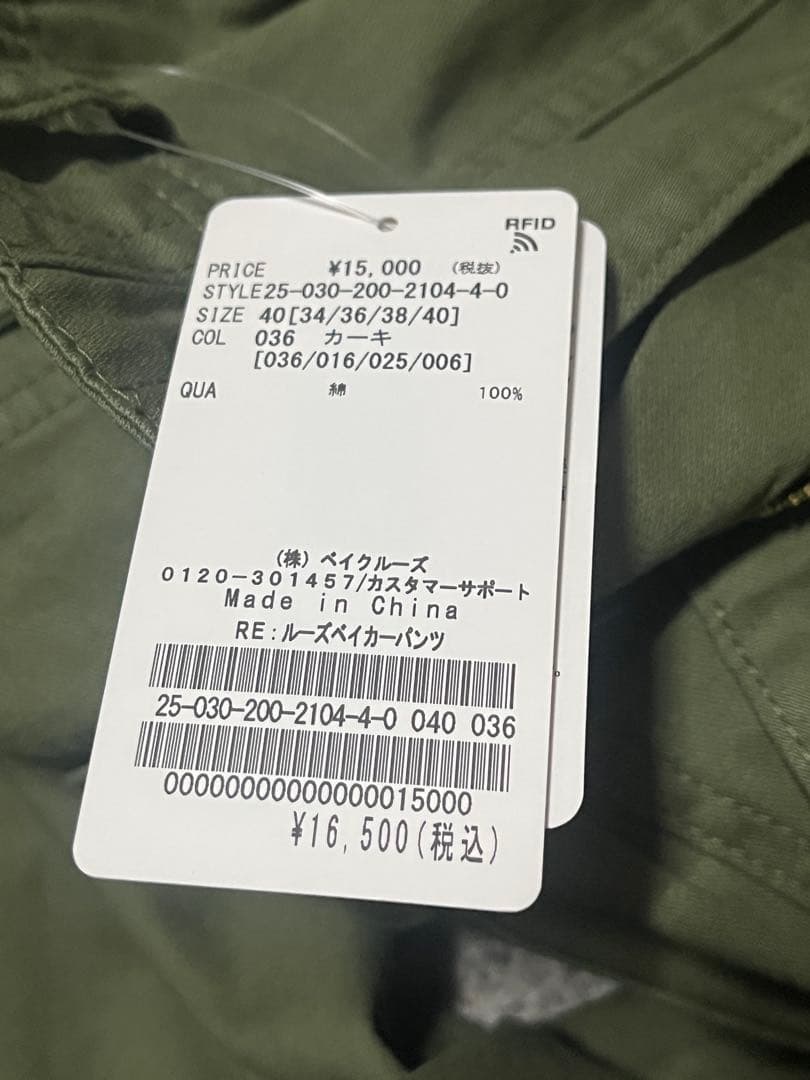 RFID
PRICE ¥15,000 (税抜)
STYLE25-030-200-2104-4-0
SIZE 40[34/36/38/40]
COL 036 カーキ
[036/016/025/006]
QUA 綿 100%
(株) ベイクルーズ
0120-301457/カスタマーサポート
Made in China
RE:ルーズベイカーパンツ
25-030-200-2104-4-0 040 036
00000000000000015000
¥16,500(税込)